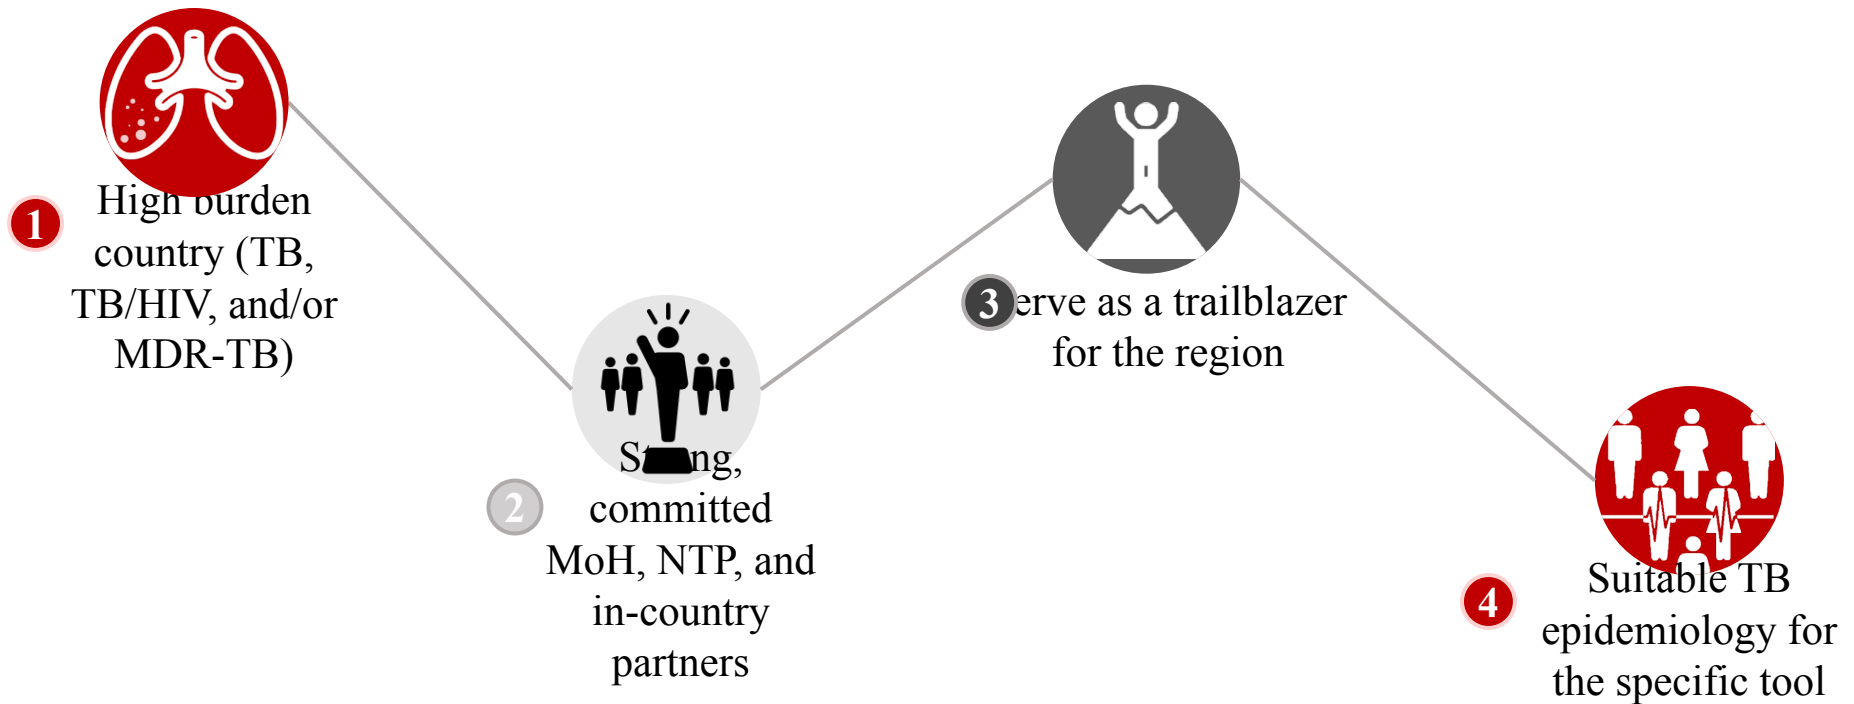 1
High burden
country (TB,
TB/HIV, and/or
MDR-TB)
2
Strong,
committed
MoH, NTP, and
in-country
partners
3
erve as a trailblazer
for the region
4
Suitable TB
epidemiology for
the specific tool